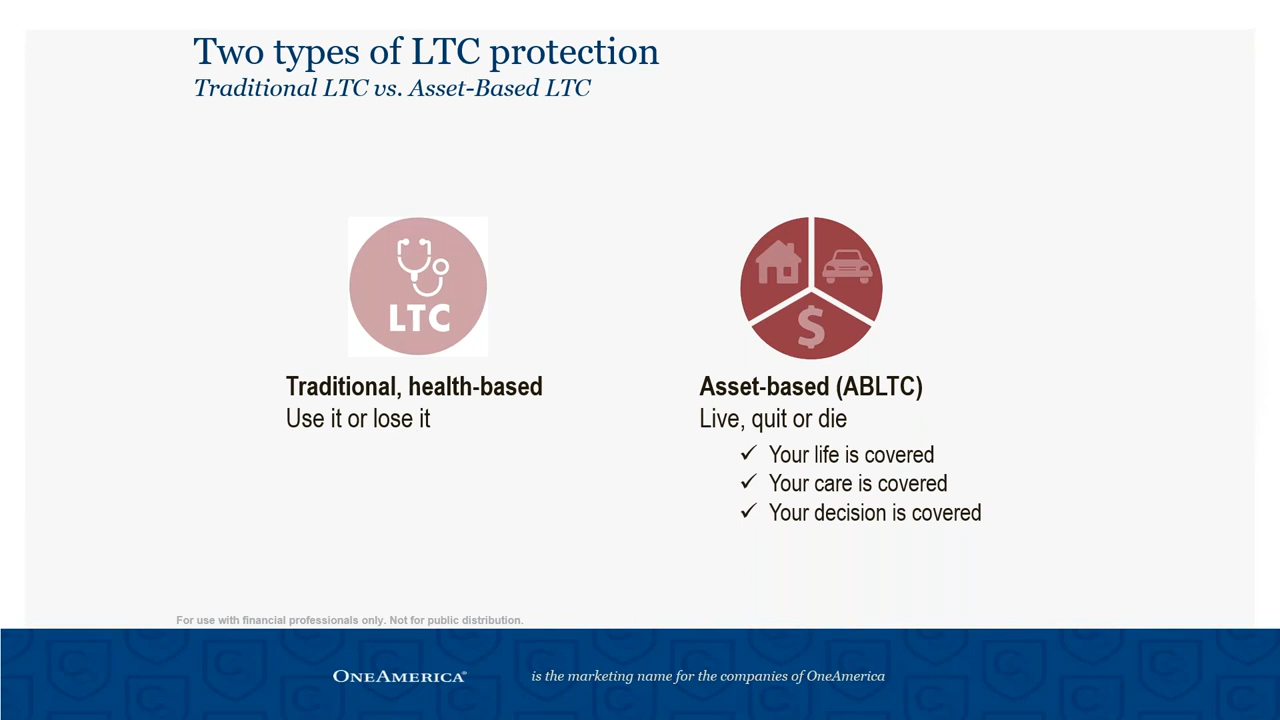 Two types of LTC protection
Traditional LTC vs. Asset-Based LTC
LTC
$
Traditional, health-based
Use it or lose it
Asset-based (ABLTC)
Live, quit or die
✓ Your life is covered
✓ Your care is covered
✓ Your decision is covered
For use with financial professionals only. Not for public distribution.
ONEAMERICA® is the marketing name for the companies of OneAmerica